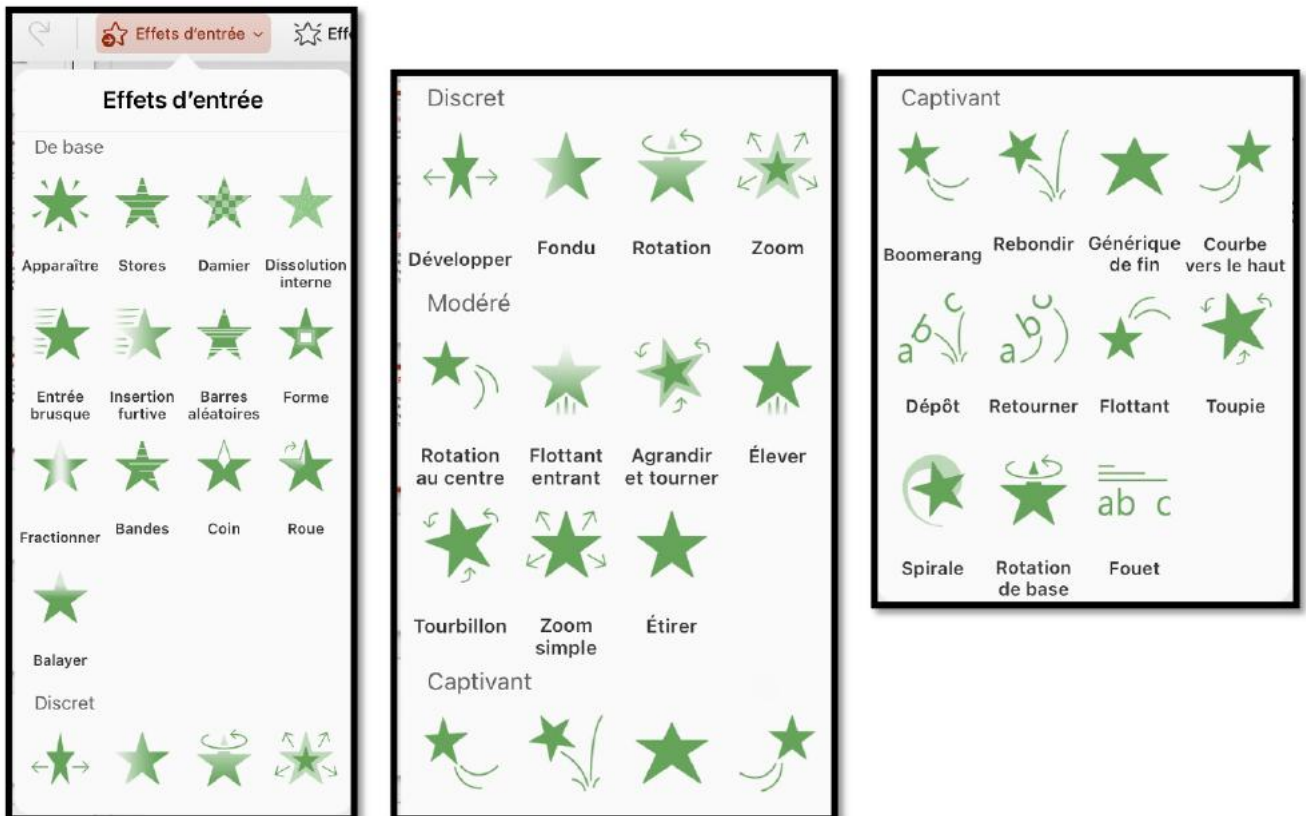 Effets d'entrée
Eff
Effets d'entrée
De base
Apparaître Stores Damier Dissolution interne
Entrée brusque Insertion furtive Barres aléatoires Forme
Fractionner Bandes Coin Roue
Balayer
Discret
Discret
Développer Fondu Rotation Zoom
Modéré
Rotation au centre Flottant entrant Agrandir et tourner Élever
Tourbillon Zoom simple Étirer
Captivant
Captivant
Boomerang Rebondir Générique de fin Courbe vers le haut
a b c
a b c
Dépôt Retourner Flottant Toupie
ab c
Spirale Rotation de base Fouet